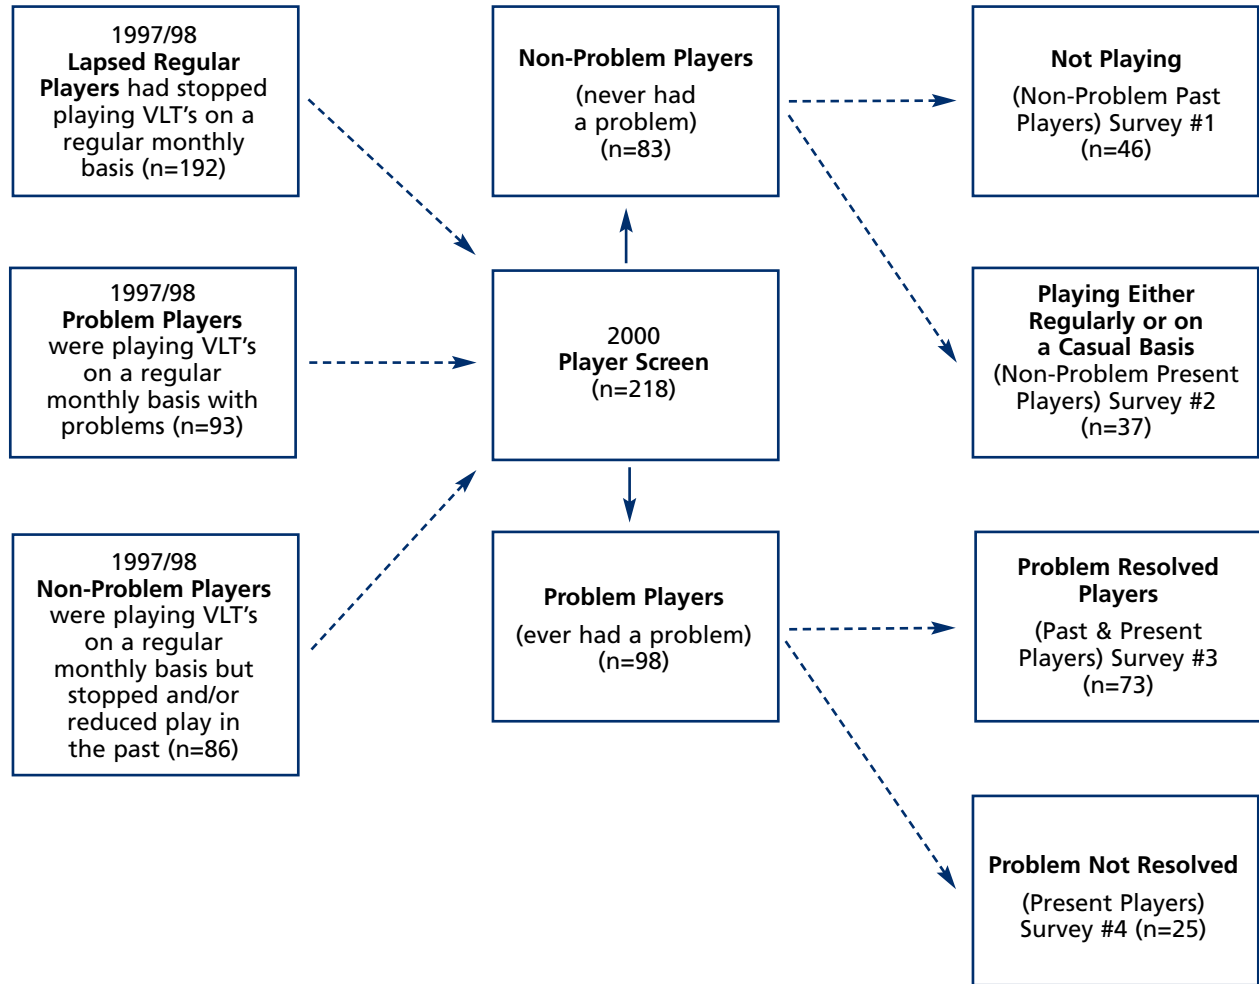 1997/98
Lapsed Regular
Players had stopped
playing VLT's on a
regular monthly
basis (n=192)
1997/98
Problem Players
were playing VLT's
on a regular
monthly basis with
problems (n=93)
1997/98
Non-Problem Players
were playing VLT's
on a regular
monthly basis but
stopped and/or
reduced play in
the past (n=86)
Non-Problem Players
(never had
a problem)
(n=83)
2000
Player Screen
(n=218)
Problem Players
(ever had a problem)
(n=98)
Not Playing
(Non-Problem Past
Players) Survey #1
(n=46)
Playing Either
Regularly or on
a Casual Basis
(Non-Problem Present
Players) Survey #2
(n=37)
Problem Resolved
Players
(Past & Present
Players) Survey #3
(n=73)
Problem Not Resolved
(Present Players)
Survey #4 (n=25)